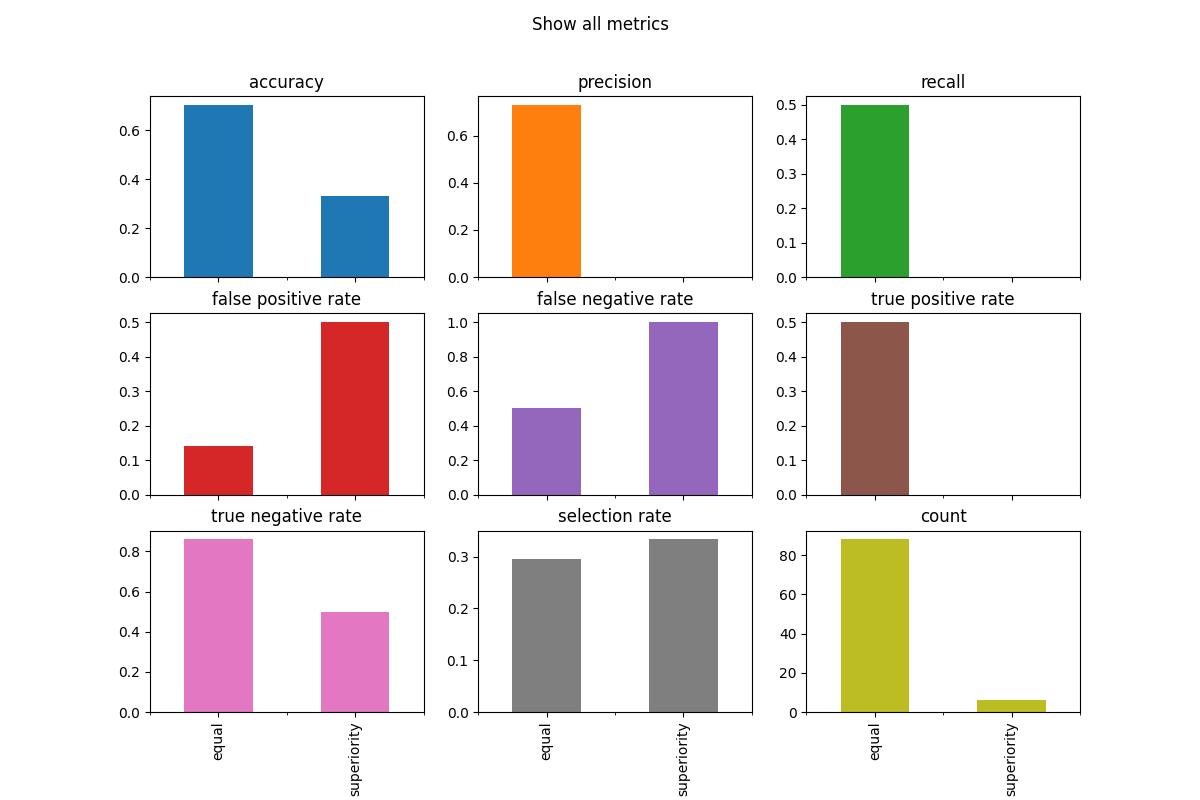 Show all metrics
accuracy
precision
recall
0.6
0.4
0.2
0.0
0.6
0.4
0.2
0.0
0.5
0.4
0.3
0.2
0.1
0.0
false positive rate
false negative rate
true positive rate
0.5
0.4
0.3
0.2
0.1
0.0
1.0
0.8
0.6
0.4
0.2
0.0
0.5
0.4
0.3
0.2
0.1
0.0
true negative rate
selection rate
count
0.8
0.6
0.4
0.2
0.0
0.3
0.2
0.1
0.0
80
60
40
20
0
equal
superiority
equal
superiority
equal
superiority